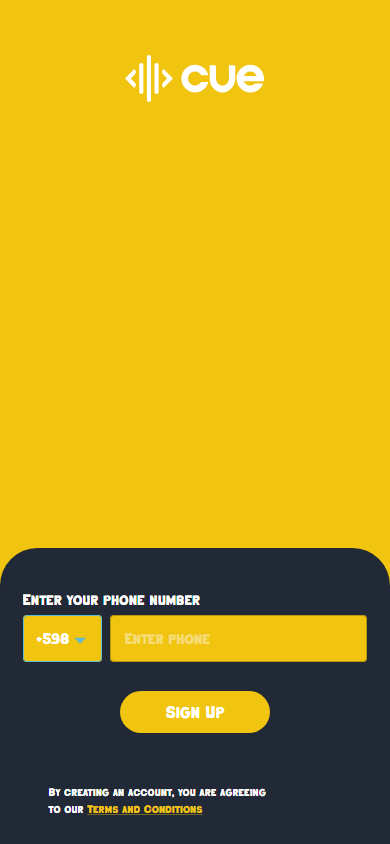 cue
Enter your phone number
+598
Enter phone
Sign Up
By creating an account, you are agreeing
to our Terms and Conditions